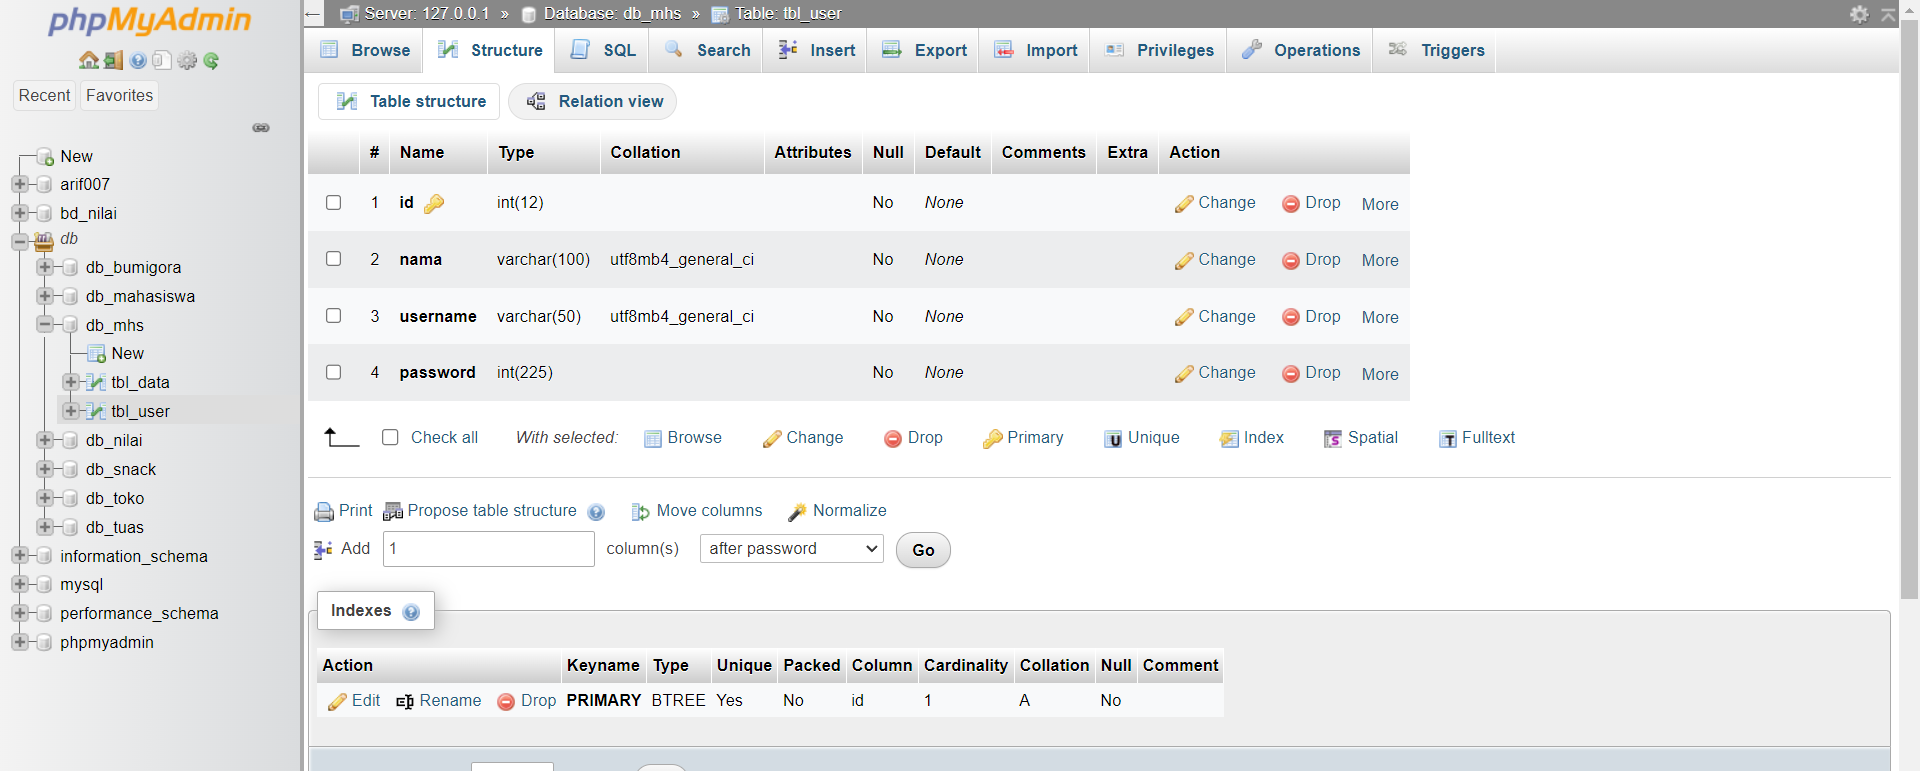 phpMyAdmin
Recent Favorites
New
arif007
bd_nilai
db
db_bumigora
db_mahasiswa
db_mhs
New
tbl_data
tbl_user
db_nilai
db_snack
db_toko
db_tuas
information_schema
mysql
performance_schema
phpmyadmin
Server: 127.0.0.1 » Database: db_mhs » Table: tbl_user
Browse Structure SQL Search Insert Export Import Privileges Operations Triggers
Table structure Relation view
# Name Type Collation Attributes Null Default Comments Extra Action
1 id int(12) No None Change Drop More
2 nama varchar(100) utf8mb4_general_ci No None Change Drop More
3 username varchar(50) utf8mb4_general_ci No None Change Drop More
4 password int(225) No None Change Drop More
Check all With selected: Browse Change Drop Primary Unique Index Spatial Fulltext
Print Propose table structure Move columns Normalize
Add 1 column(s) after password Go
Indexes
Action Keyname Type Unique Packed Column Cardinality Collation Null Comment
Edit Rename Drop PRIMARY BTREE Yes No id 1 A No